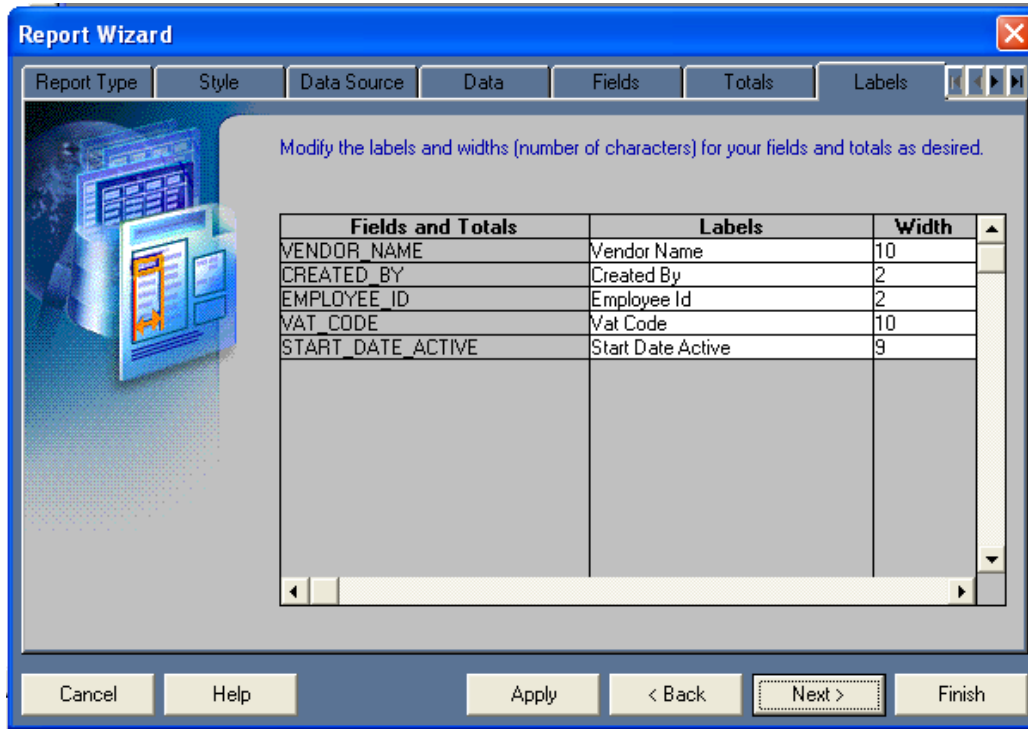 Report Wizard
Report Type Style Data Source Data Fields Totals Labels
Modify the labels and widths (number of characters) for your fields and totals as desired.
Fields and Totals Labels Width
VENDOR_NAME Vendor Name 10
CREATED_BY Created By 2
EMPLOYEE_ID Employee Id 2
VAT_CODE Vat Code 10
START_DATE_ACTIVE Start Date Active 9
Cancel Help Apply < Back Next > Finish